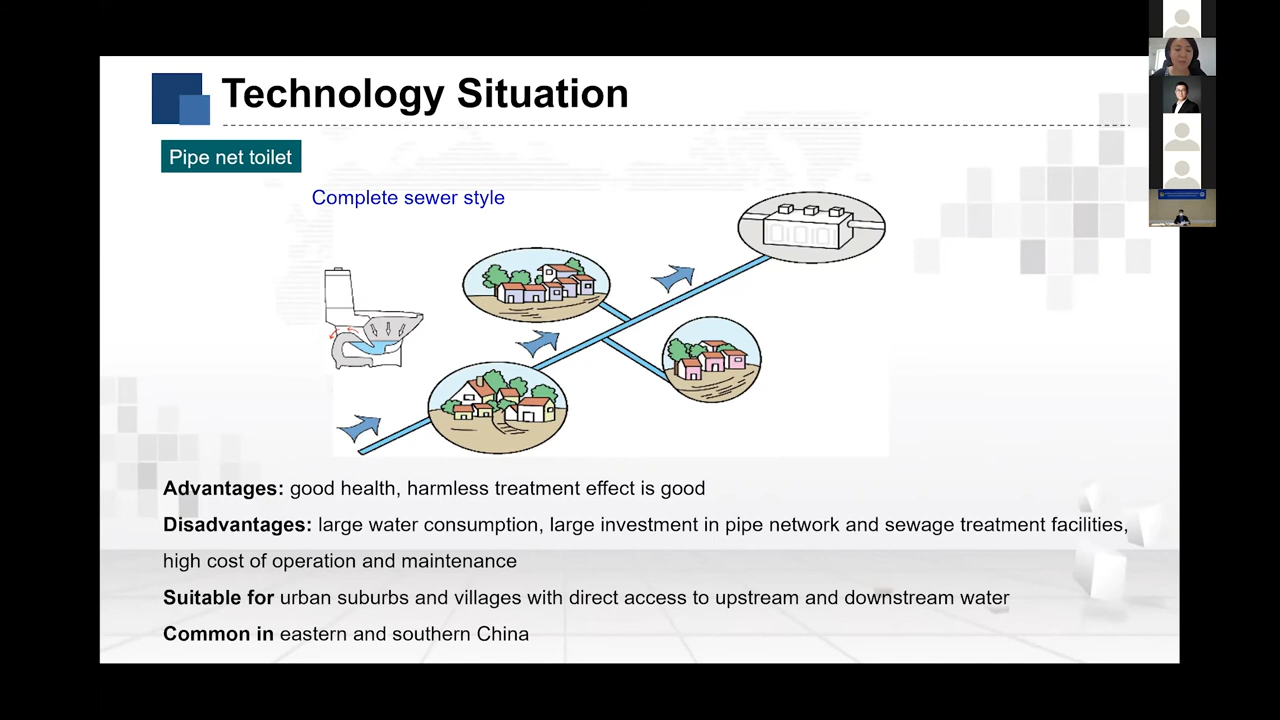 Technology Situation
Pipe net toilet
Complete sewer style
Advantages: good health, harmless treatment effect is good
Disadvantages: large water consumption, large investment in pipe network and sewage treatment facilities,
high cost of operation and maintenance
Suitable for urban suburbs and villages with direct access to upstream and downstream water
Common in eastern and southern China